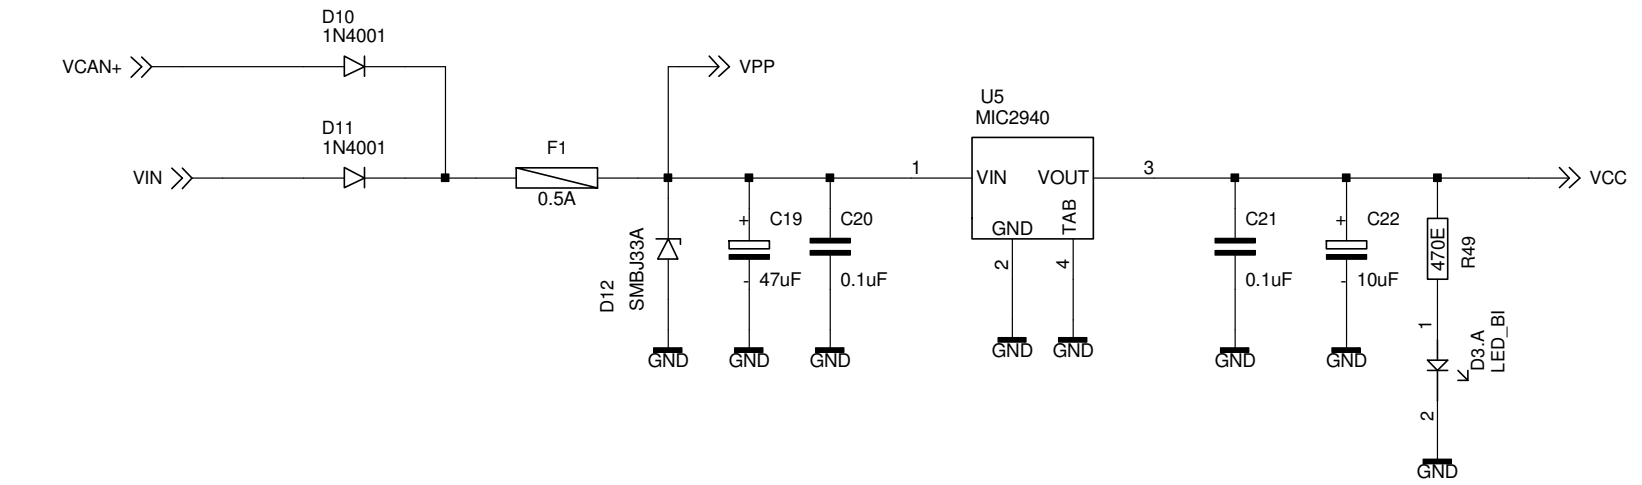 D10
1N4001
VCAN+
VPP
D11
1N4001
VIN
F1
0.5A
U5
MIC2940
1
VIN
VOUT
GND
TAB
2
4
3
VCC
D12
SMBJ33A
+
C19
-
47uF
C20
0.1uF
C21
0.1uF
+
C22
-
10uF
470E
R49
1
D3.A
LED_BI
2
GND
GND
GND
GND
GND
GND
GND
GND